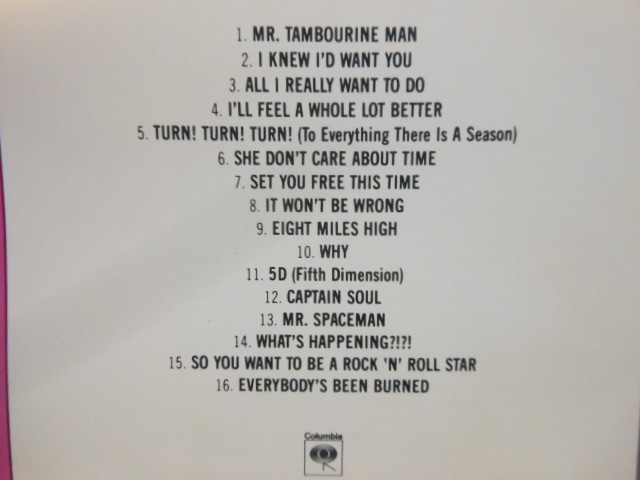 1. MR. TAMBOURINE MAN
2. I KNEW I'D WANT YOU
3. ALL I REALLY WANT TO DO
4. I'LL FEEL A WHOLE LOT BETTER
5. TURN! TURN! TURN! (To Everything There Is A Season)
6. SHE DON'T CARE ABOUT TIME
7. SET YOU FREE THIS TIME
8. IT WON'T BE WRONG
9. EIGHT MILES HIGH
10. WHY
11. 5D (Fifth Dimension)
12. CAPTAIN SOUL
13. MR. SPACEMAN
14. WHAT'S HAPPENING?!?!
15. SO YOU WANT TO BE A ROCK 'N' ROLL STAR
16. EVERYBODY'S BEEN BURNED
Columbia